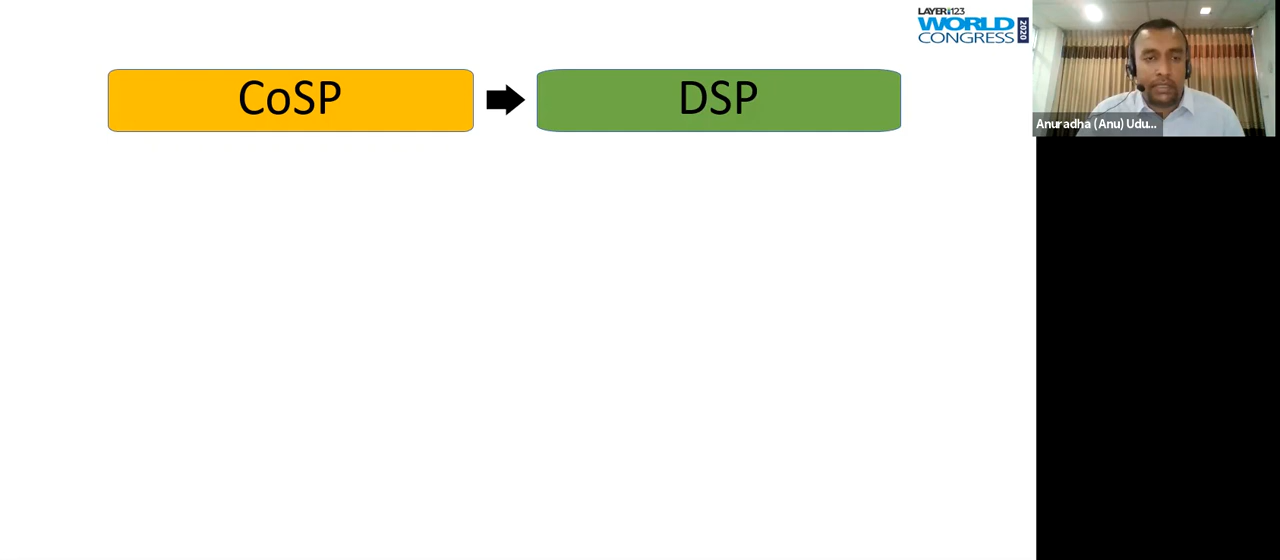 LAYER123
WORLD
CONGRESS 2020
CoSP
DSP
Anuradha (Anu) Udu...